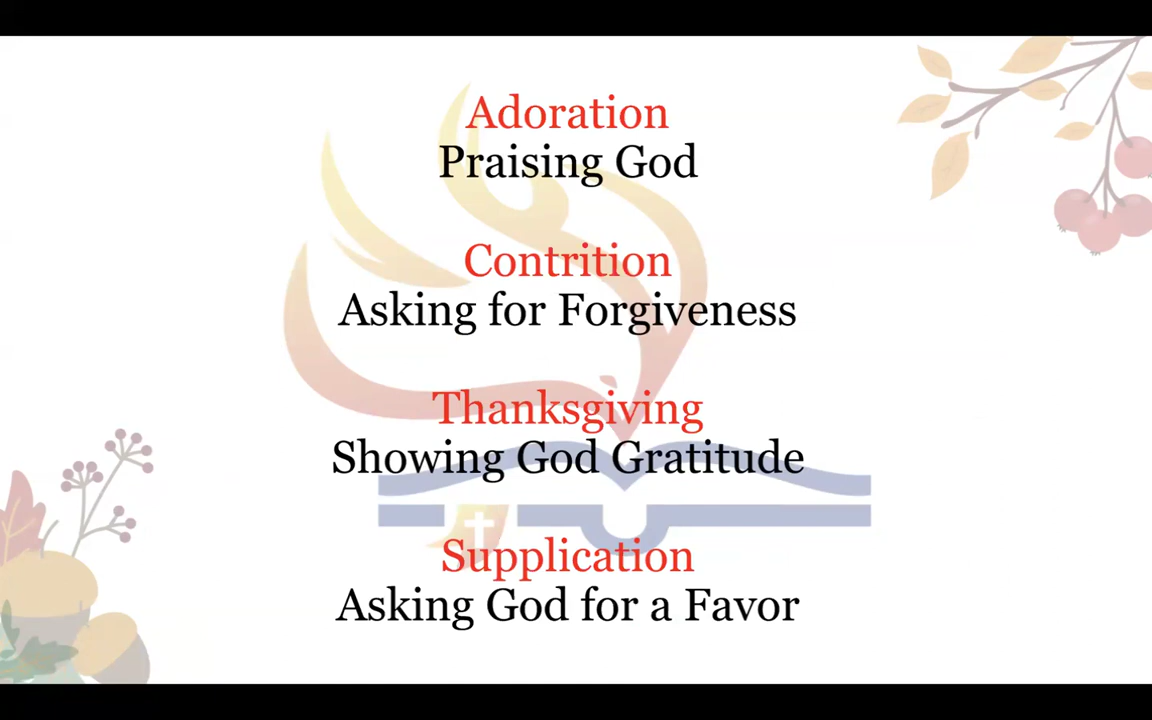 Adoration
Praising God
Contrition
Asking for Forgiveness
Thanksgiving
Showing God Gratitude
Supplication
Asking God for a Favor